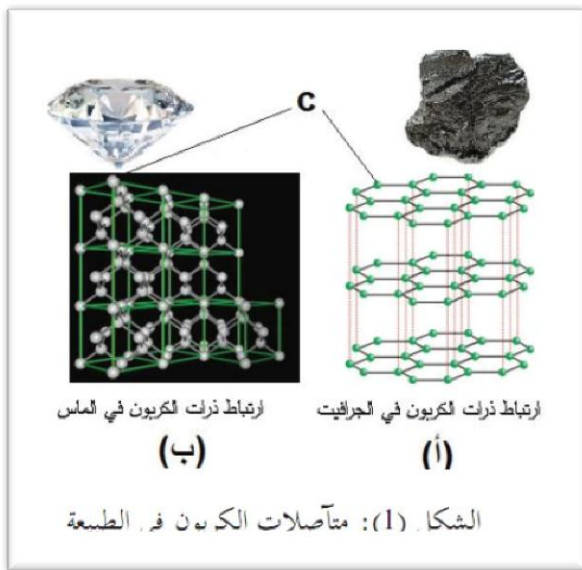 C
ارتباط ذرات الكربون في الجرافيت
ارتباط ذرات الكربون في الماس
(أ)
(ب)
الشكل (1): متآصلات الكربون في الطبيعة